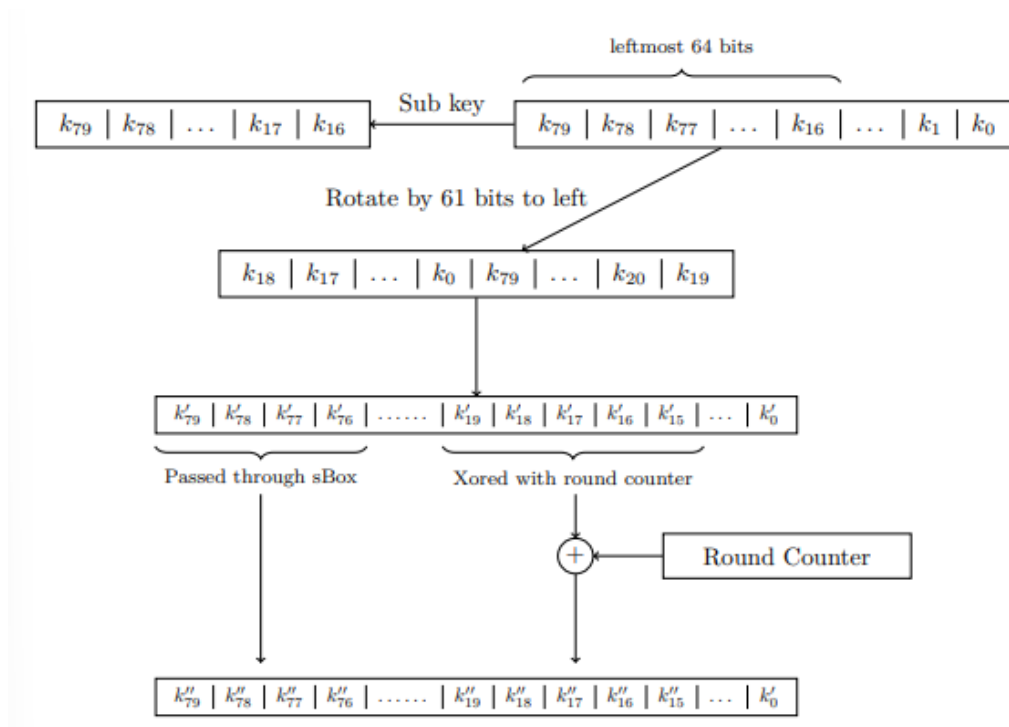 leftmost 64 bits
k79 | k78 | ... | k17 | k16
Sub key
k79 | k78 | k77 | ... | k16 | ... | k1 | k0
Rotate by 61 bits to left
k18 | k17 | ... | k0 | k79 | ... | k20 | k19
k′79 | k′78 | k′77 | k′76 | ...... | k′19 | k′18 | k′17 | k′16 | k′15 | ... | k′0
Passed through sBox
Xored with round counter
+
Round Counter
k′′79 | k′′78 | k′′77 | k′′76 | ...... | k′′19 | k′′18 | k′′17 | k′′16 | k′′15 | ... | k′0